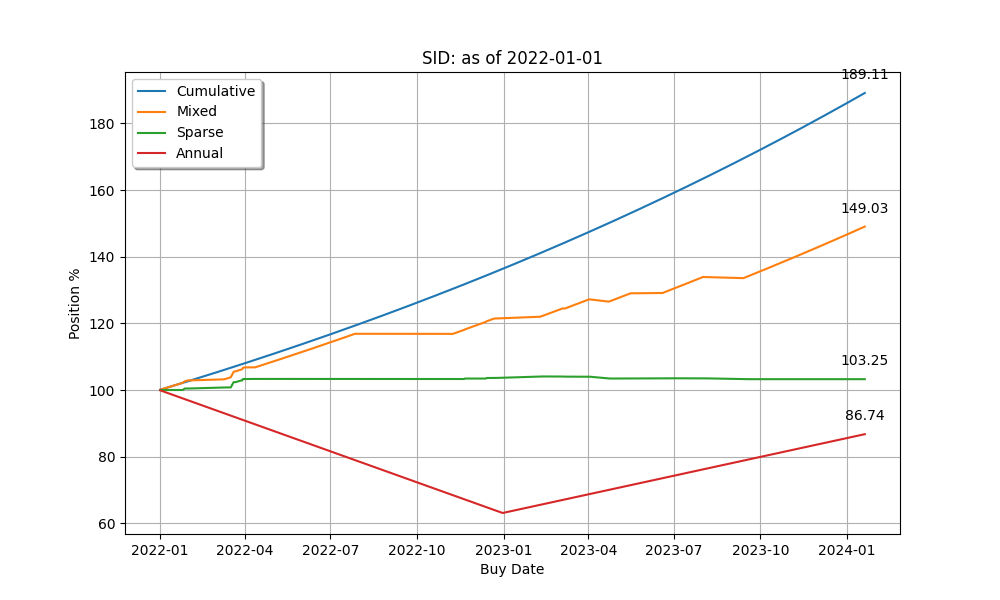 SID: as of 2022-01-01
Cumulative
Mixed
Sparse
Annual
189.11
149.03
103.25
86.74
Position %
180
160
140
120
100
80
60
2022-01 2022-04 2022-07 2022-10 2023-01 2023-04 2023-07 2023-10 2024-01
Buy Date